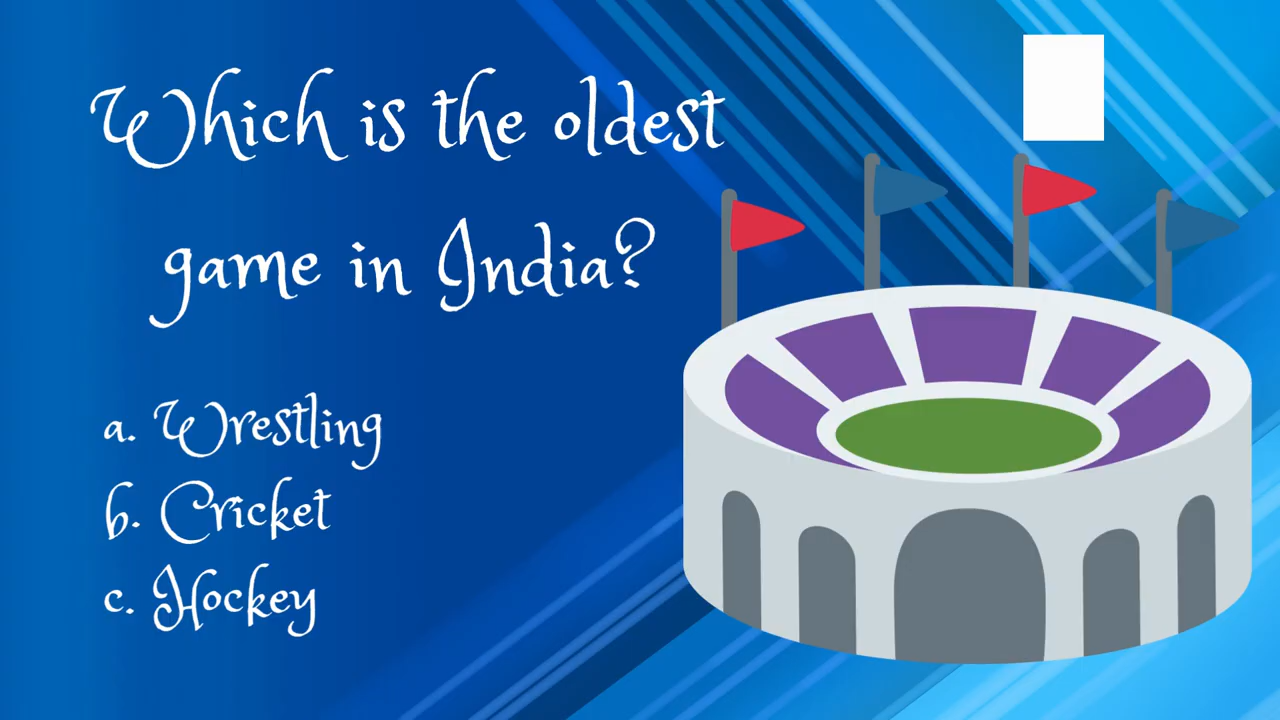 Which is the oldest
game in India?
a. Wrestling
b. Cricket
c. Hockey